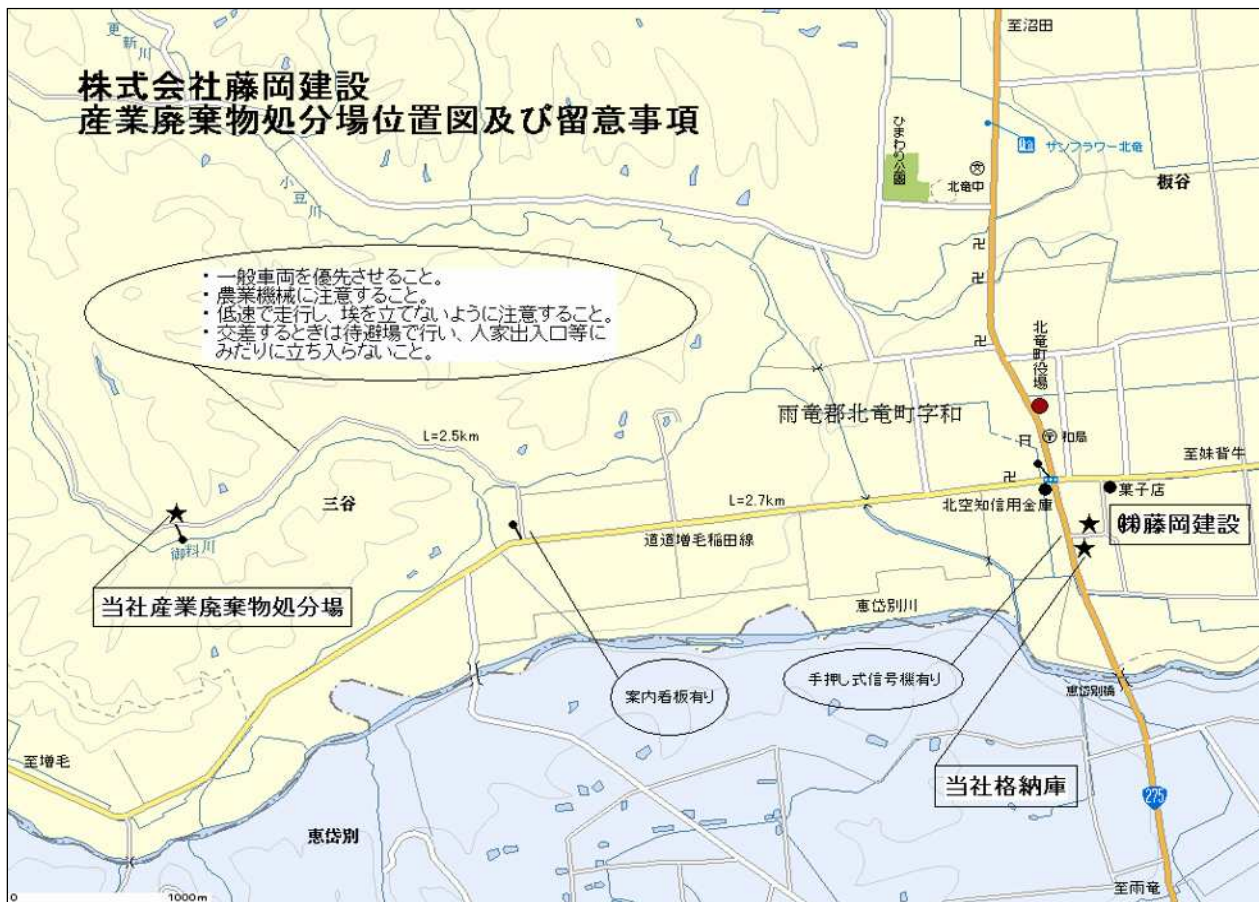 至沼田
更新川
株式会社藤岡建設
産業廃棄物処分場位置図及び留意事項
ひまわり公園
サンフラワー北竜
北竜中
板谷
小豆川
・一般車両を優先させること。
・農業機械に注意すること。
・低速で走行し、埃を立てないように注意すること。
・交差するときは待避場で行い、人家出入口等に
みだりに立ち入らないこと。
北竜町役場
雨竜郡北竜町字和
和局
L=2.5km
至妹背牛
三谷
L=2.7km
北空知信用金庫
菓子店
㈱藤岡建設
道道増毛稲田線
御料川
当社産業廃棄物処分場
恵岱別川
案内看板有り
手押し式信号機有り
恵岱別橋
至増毛
当社格納庫
275
恵岱別
至雨竜
0 1000m